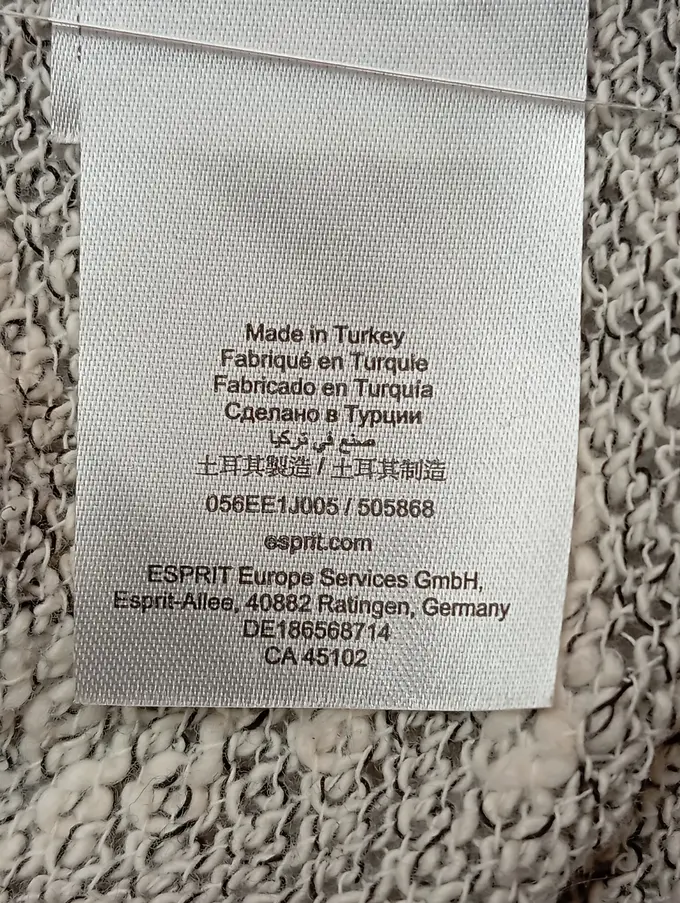 Made in Turkey
Fabriqué en Turquie
Fabricado en Turquía
Сделано в Турции
صنع في تركيا
土耳其製造 / 土耳其制造
056EE1J005 / 505868
esprit.com
ESPRIT Europe Services GmbH,
Esprit-Allee, 40882 Ratingen, Germany
DE186568714
CA 45102